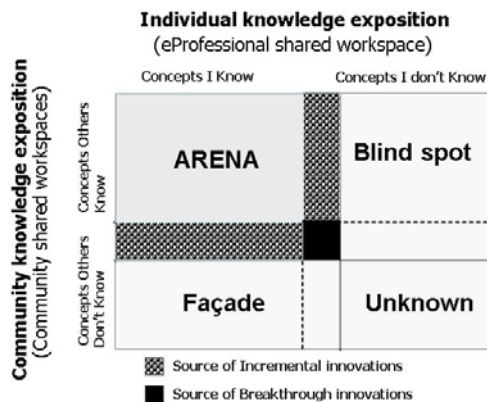 Individual knowledge exposition
(eProfessional shared workspace)
Concepts I Know
Concepts I don't Know
Community knowledge exposition
(Community shared workspaces)
Concepts Others
Know
Concepts Others
Don't Know
ARENA
Blind spot
Façade
Unknown
Source of Incremental innovations
Source of Breakthrough innovations